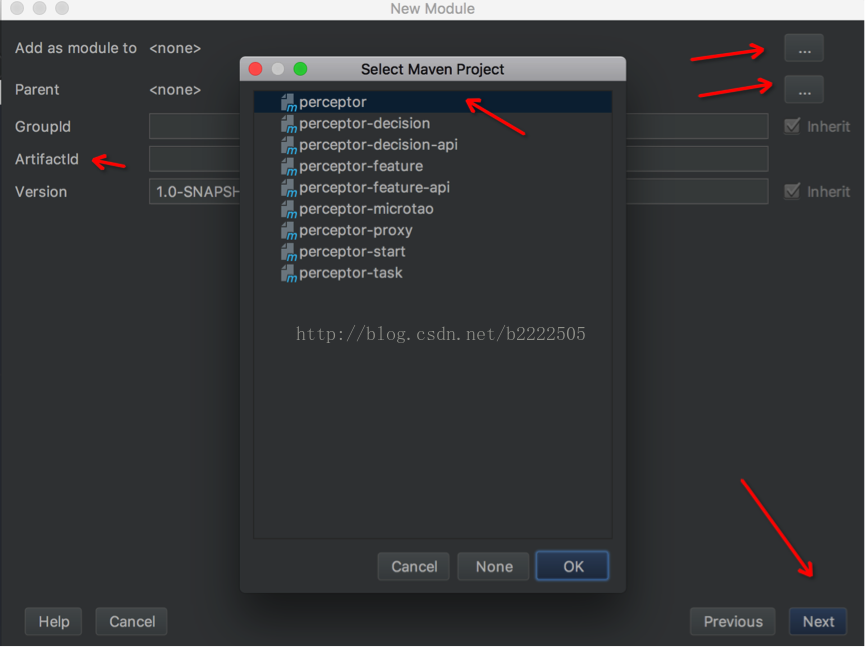 New Module
Add as module to <none>
...
Select Maven Project
Parent <none>
...
GroupId
Inherit
ArtifactId
Version 1.0-SNAPSH
Inherit
perceptor
perceptor-decision
perceptor-decision-api
perceptor-feature
perceptor-feature-api
perceptor-microtao
perceptor-proxy
perceptor-start
perceptor-task
http://blog.csdn.net/b2222505
Cancel None OK
Help Cancel Previous Next